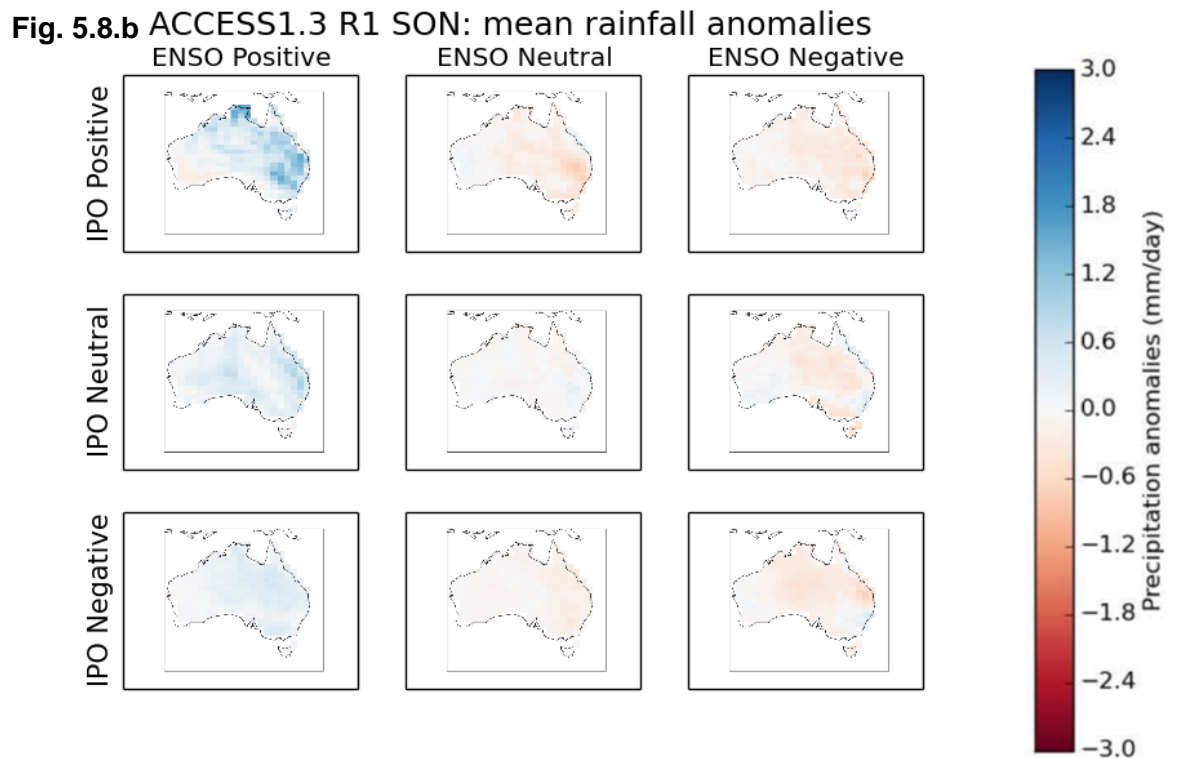 Fig. 5.8.b ACCESS1.3 R1 SON: mean rainfall anomalies
ENSO Positive ENSO Neutral ENSO Negative
IPO Positive
IPO Neutral
IPO Negative
3.0
2.4
1.8
1.2
0.6
0.0
−0.6
−1.2
−1.8
−2.4
−3.0
Precipitation anomalies (mm/day)